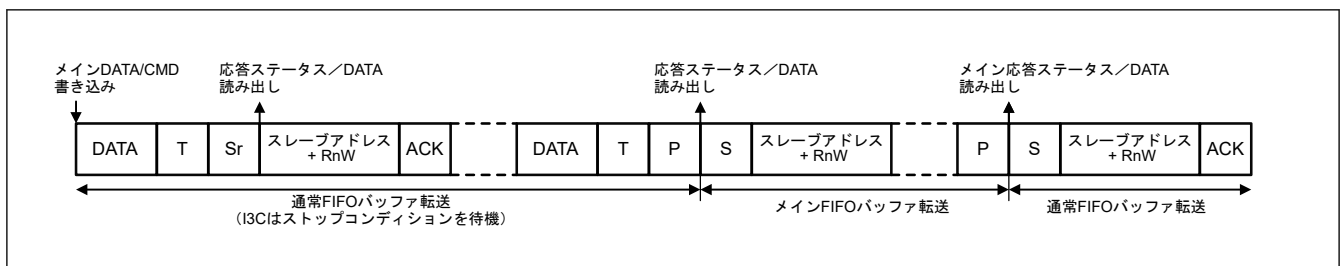 メインDATA/CMD
書き込み
応答ステータス／DATA
読み出し
応答ステータス／DATA
読み出し
メイン応答ステータス／DATA
読み出し
DATA
T
Sr
スレーブアドレス
+ RnW
ACK
DATA
T
P
S
スレーブアドレス
+ RnW
P
S
スレーブアドレス
+ RnW
ACK
通常FIFOバッファ転送
（I3Cはストップコンディションを待機）
メインFIFOバッファ転送
通常FIFOバッファ転送